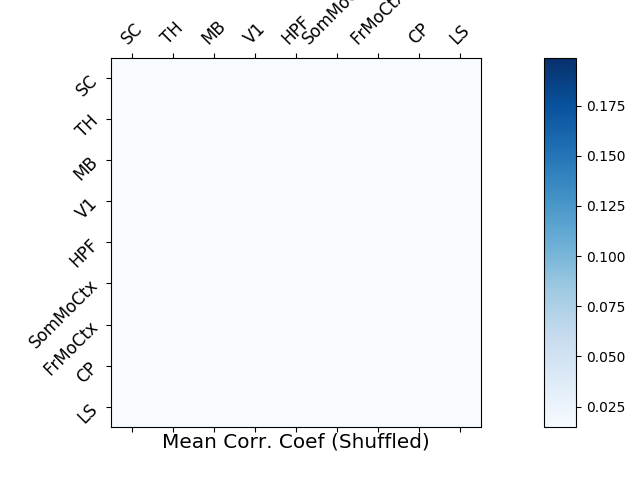 SC TH MB V1 HPF CP LS
SC
TH
MB
V1
HPF
SomMoCtx
FrMoCtx
CP
LS
Mean Corr. Coef (Shuffled)
0.175
0.150
0.125
0.100
0.075
0.050
0.025